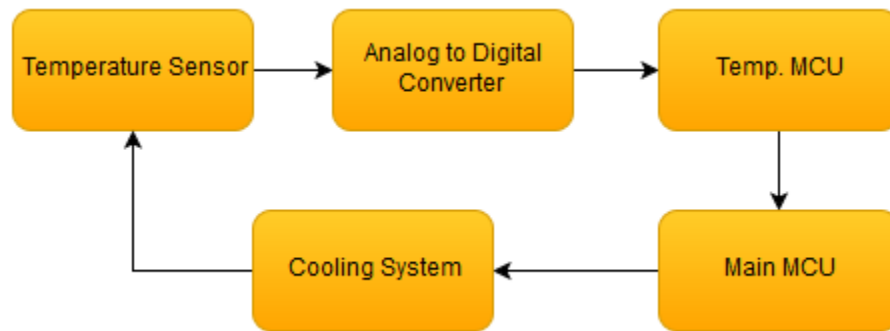 Temperature Sensor
Analog to Digital
Converter
Temp. MCU
Cooling System
Main MCU